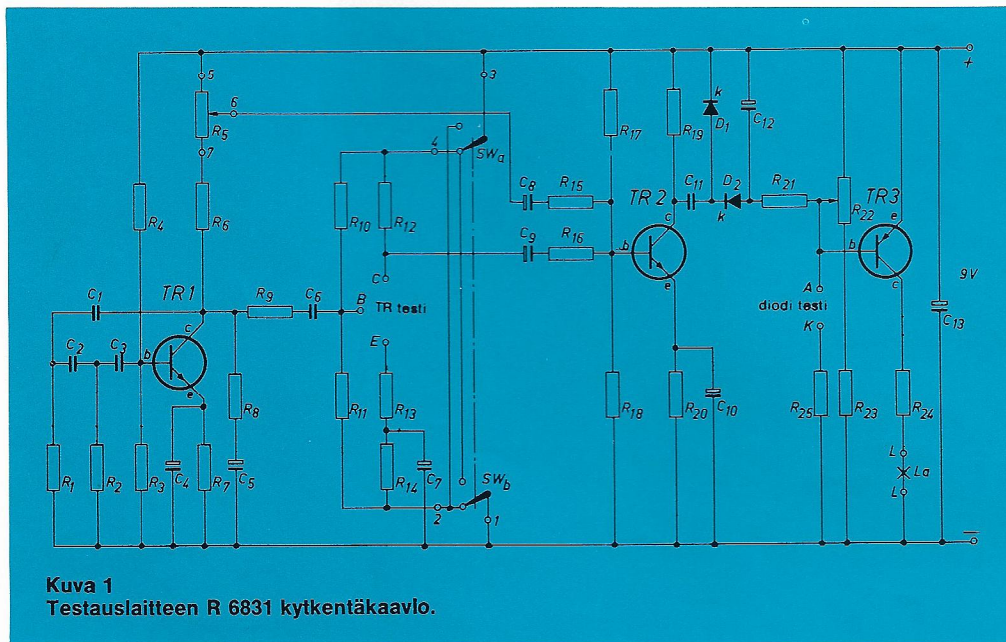 +
5
3
6
k
R5
R17
R19
D1
C12
7
4
SWa
C8
R15
TR 2
C11
D2
R21
TR3
R4
R6
R10
R12
c
k
R22
e
C9
R16
b
b
C
e
c
C1
TR1
R9
C6
B
TR testi
A
diodi testi
K
9V
C13
C2
C3
c
b
E
e
R8
R11
R13
R18
R20
C10
R25
R23
R24
R1
R2
R3
C4
R7
C5
R14
C7
SWb
L
La
L
2
1
–
Kuva 1
Testauslaitteen R 6831 kytkentäkaavio.